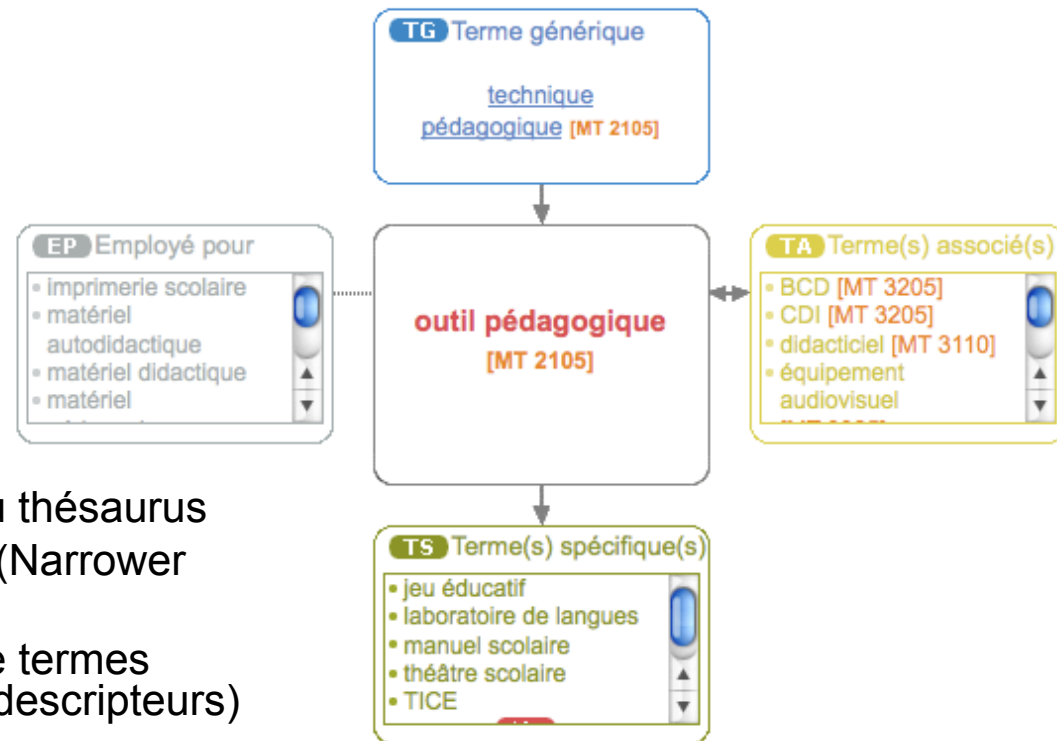 TG Terme générique
technique
pédagogique [MT 2105]
EP Employé pour
• imprimerie scolaire
• matériel
autodidactique
• matériel didactique
• matériel
outil pédagogique
[MT 2105]
TA Terme(s) associé(s)
• BCD [MT 3205]
• CDI [MT 3205]
• didacticiel [MT 3110]
• équipement
audiovisuel
thésaurus
(Narrower
termes
descripteurs)
TS Terme(s) spécifique(s)
• jeu éducatif
• laboratoire de langues
• manuel scolaire
• théâtre scolaire
• TICE